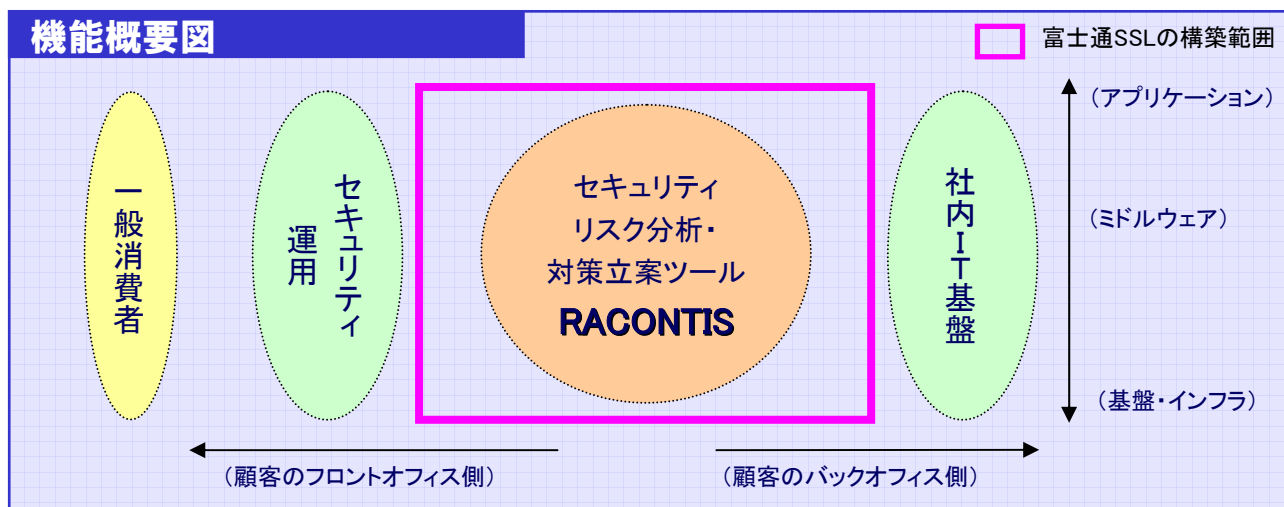 機能概要図
富士通SSLの構築範囲
一般消費者
セキュリティ
運用
セキュリティ
リスク分析・
対策立案ツール
RACONTIS
社内IT基盤
(アプリケーション)
(ミドルウェア)
(基盤・インフラ)
(顧客のフロントオフィス側)
(顧客のバックオフィス側)